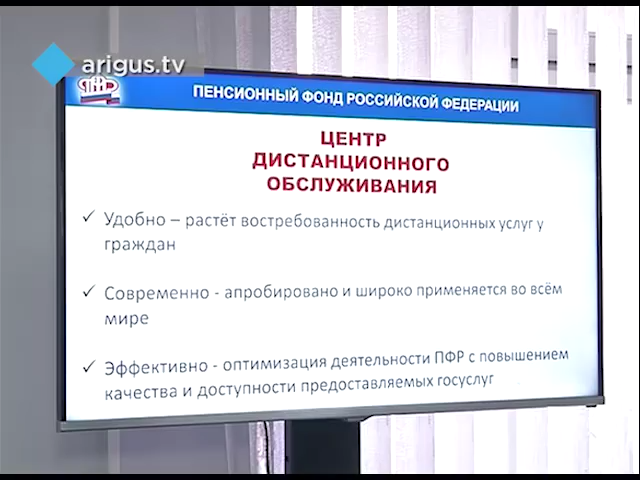 arigus.tv
ПФР
ПЕНСИОННЫЙ ФОНД РОССИЙСКОЙ ФЕДЕРАЦИИ
ЦЕНТР
ДИСТАНЦИОННОГО
ОБСЛУЖИВАНИЯ
✓ Удобно – растёт востребованность дистанционных услуг у
граждан
✓ Современно - апробировано и широко применяется во всём
мире
✓ Эффективно - оптимизация деятельности ПФР с повышением
качества и доступности предоставляемых госуслуг